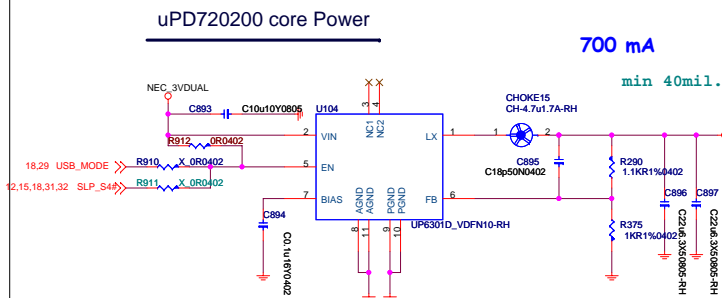 uPD720200 core Power
700 mA
min 40mil.
NEC_3VDUAL
C893
C10u10Y0805
U104
3
4
NC1
NC2
CHOKE15
CH-4.7u1.7A-RH
R912
0R0402
2
VIN
LX
1
1
2
18,29 USB_MODE
R910
X_0R0402
5
EN
C895
C18p50N0402
R290
1.1KR1%0402
12,15,18,31,32 SLP_S4#
R911
X_0R0402
7
BIAS
FB
6
C896
C22u6.3X50805-RH
C897
C22u6.3X50805-RH
C894
C0.1u16Y0402
AGND
AGND
PGND
PGND
8
11
9
10
UP6301D_VDFN10-RH
R375
1KR1%0402